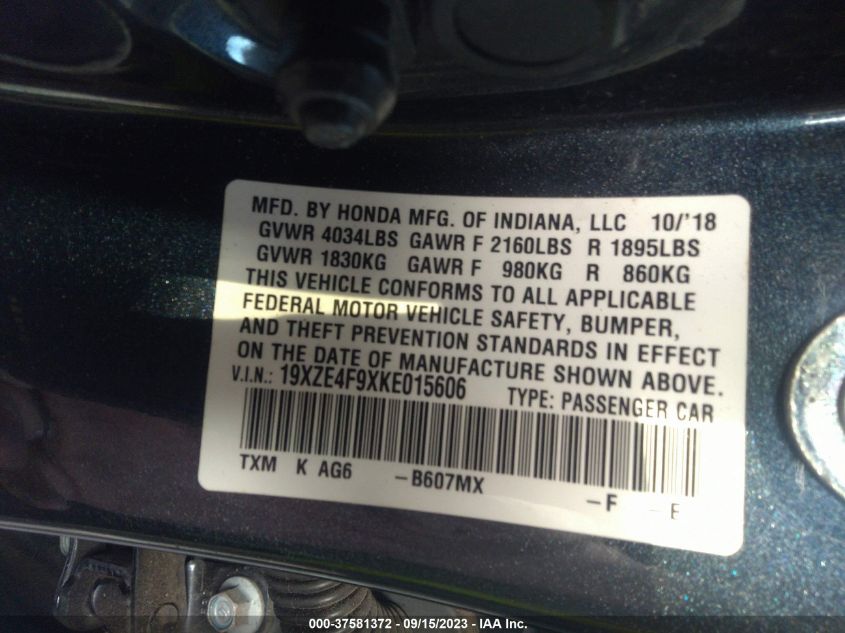 MFD. BY HONDA MFG. OF INDIANA, LLC 10/'18
GVWR 4034LBS GAWR F 2160LBS R 1895LBS
GVWR 1830KG GAWR F 980KG R 860KG
THIS VEHICLE CONFORMS TO ALL APPLICABLE
FEDERAL MOTOR VEHICLE SAFETY, BUMPER,
AND THEFT PREVENTION STANDARDS IN EFFECT
ON THE DATE OF MANUFACTURE SHOWN ABOVE.
V.I.N.: 19XZE4F9XKE015606 TYPE: PASSENGER CAR
TXM K AG6 -B607MX -F -E
000-37581372 - 09/15/2023 - IAA Inc.